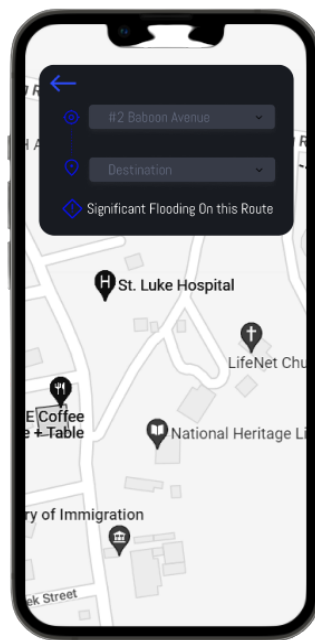 #2 Baboon Avenue
Destination
Significant Flooding On this Route
St. Luke Hospital
LifeNet Chu
E Coffee
e + Table
National Heritage Li
ry of Immigration
ek Street